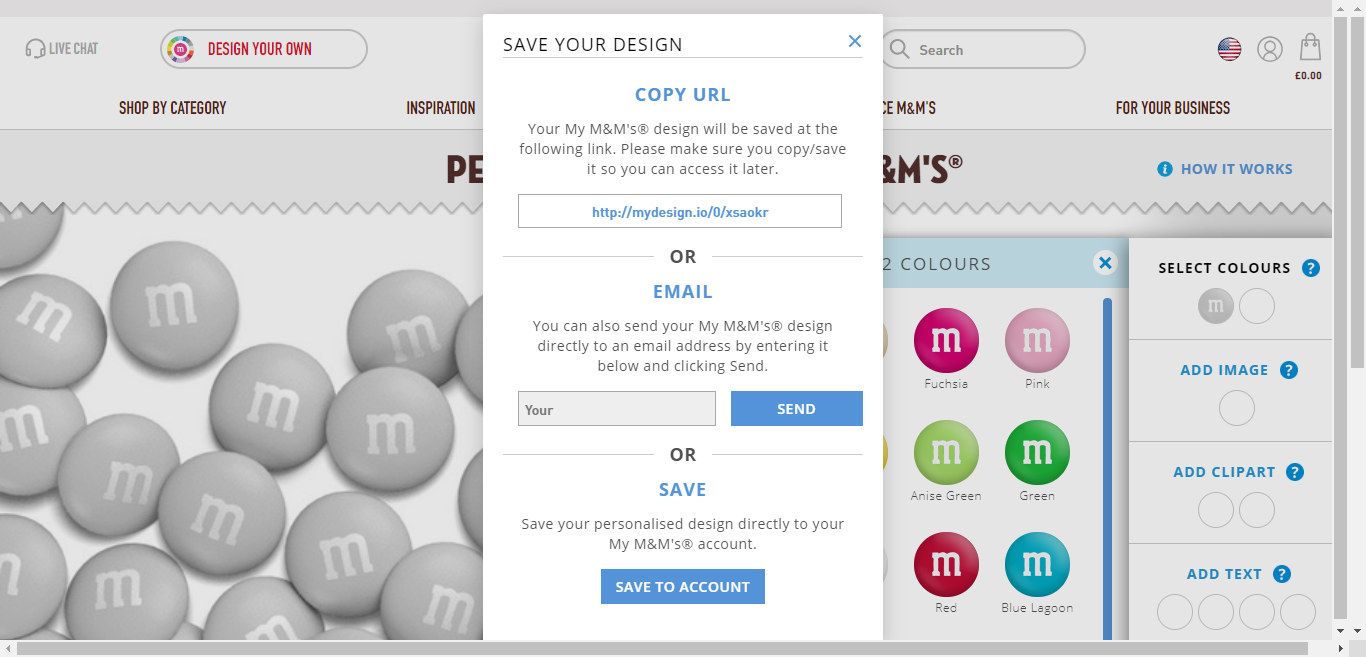 LIVE CHAT
DESIGN YOUR OWN
Search
£0.00
SHOP BY CATEGORY
INSPIRATION
M&M'S
FOR YOUR BUSINESS
&M'S®
HOW IT WORKS
SAVE YOUR DESIGN
COPY URL
Your My M&M's® design will be saved at the
following link. Please make sure you copy/save
it so you can access it later.
http://mydesign.io/0/xsaokr
OR
EMAIL
You can also send your My M&M's® design
directly to an email address by entering it
below and clicking Send.
Your
SEND
OR
SAVE
Save your personalised design directly to your
My M&M's® account.
SAVE TO ACCOUNT
2 COLOURS
m m
Fuchsia
Pink
m m
Anise Green
Green
m m
Red
Blue Lagoon
SELECT COLOURS ?
m
ADD IMAGE ?
ADD CLIPART ?
ADD TEXT ?
m
m
m
m
m
m
m
m
m
m
m
m
m
m